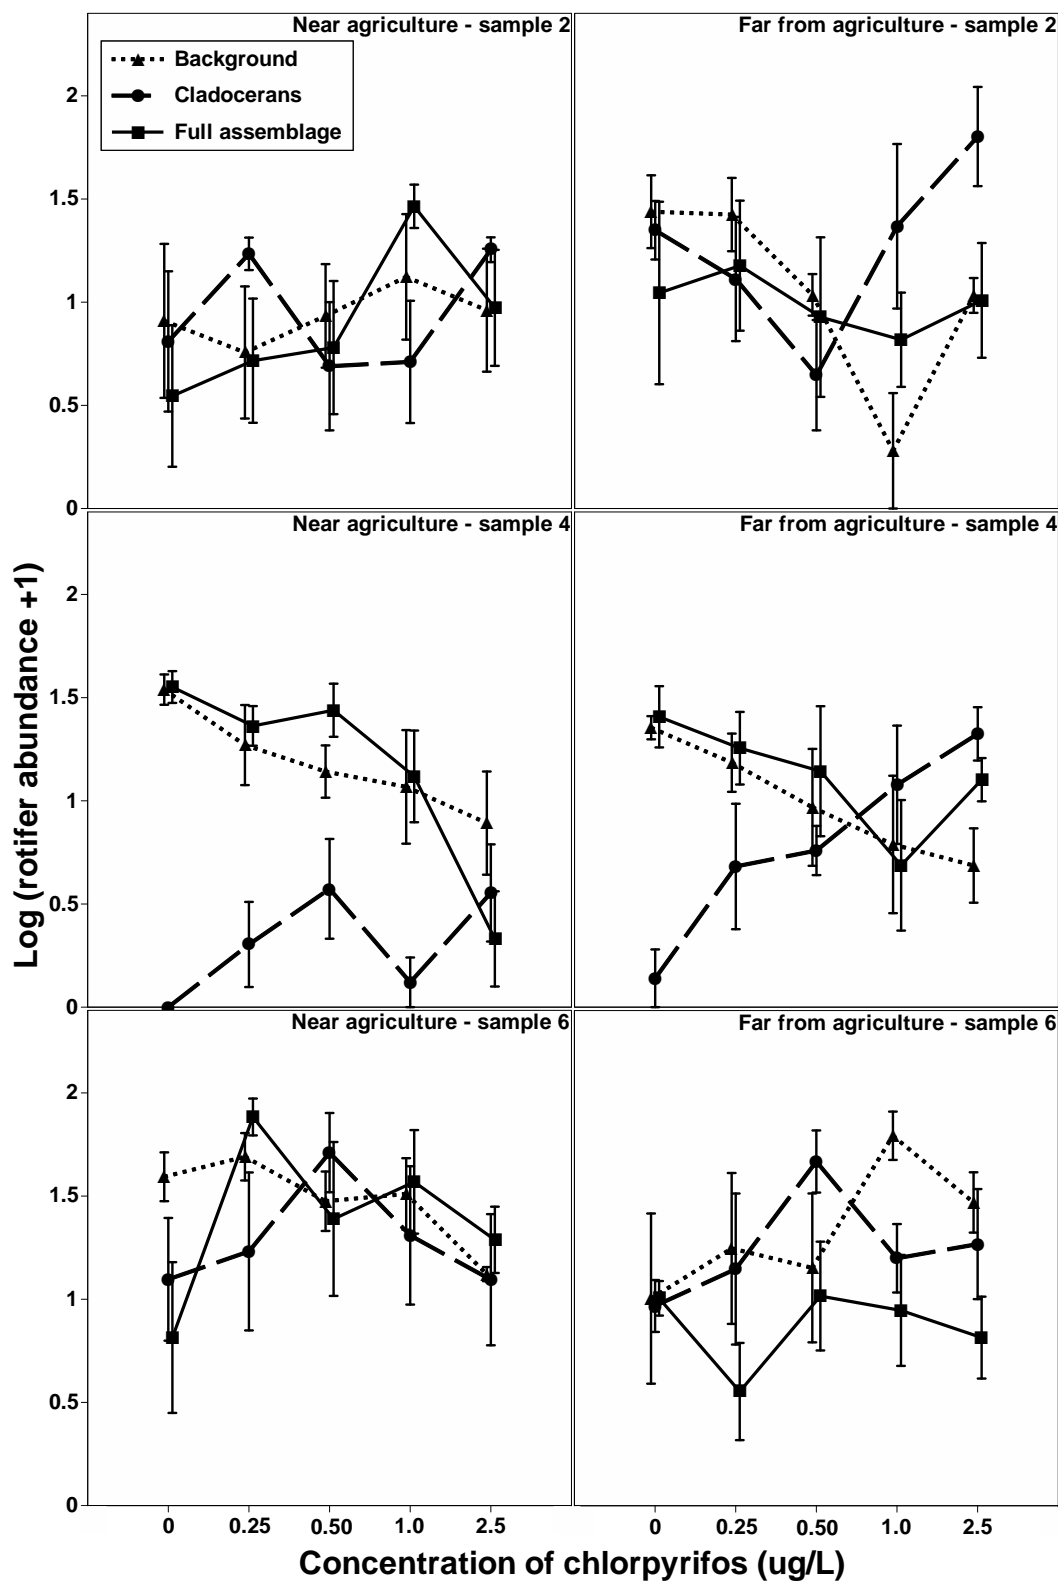 Near agriculture - sample 2
Far from agriculture - sample 2
Background
Cladocerans
Full assemblage
2
1.5
1
0.5
0
Near agriculture - sample 4
Far from agriculture - sample 4
2
1.5
1
0.5
0
Log (rotifer abundance +1)
Near agriculture - sample 6
Far from agriculture - sample 6
2
1.5
1
0.5
0
0 0.25 0.50 1.0 2.5 0 0.25 0.50 1.0 2.5
Concentration of chlorpyrifos (ug/L)